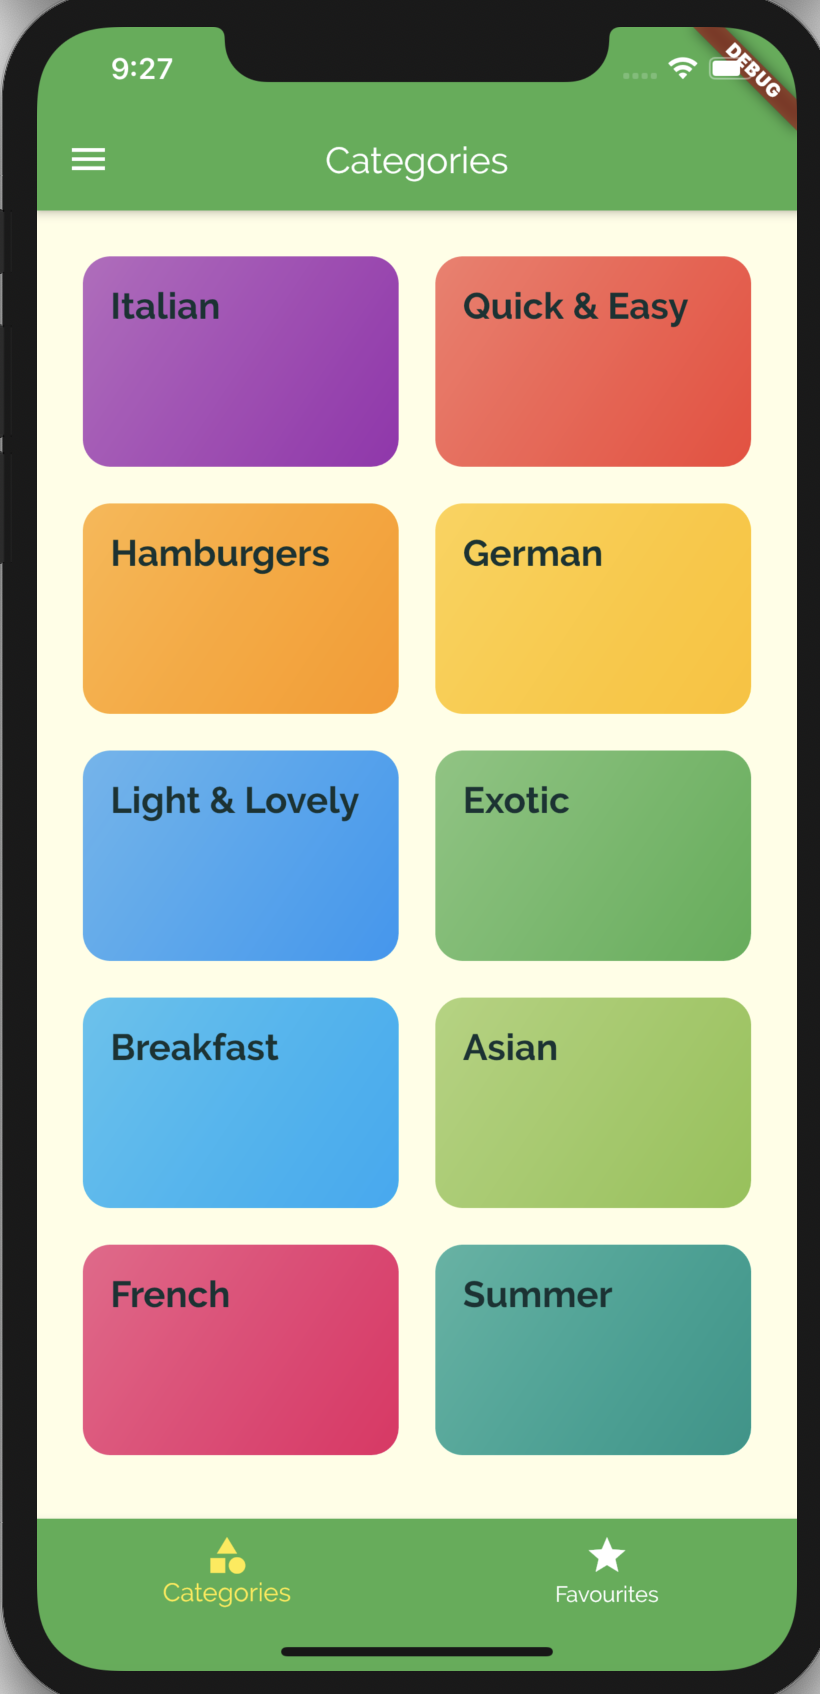 9:27
DEBUG
Categories
Italian
Quick & Easy
Hamburgers
German
Light & Lovely
Exotic
Breakfast
Asian
French
Summer
Categories
Favourites